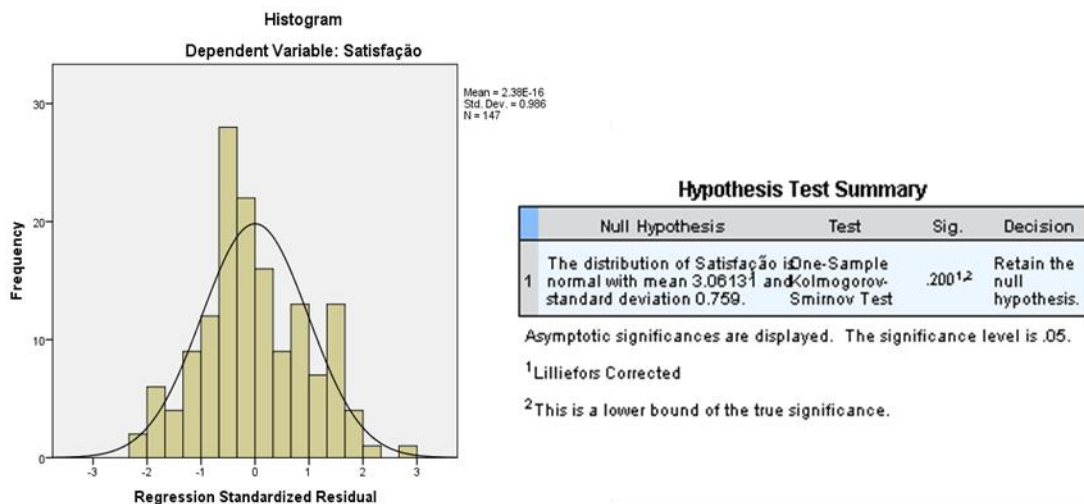 Histogram
Dependent Variable: Satisfação
Mean = 2.38E-16
Std. Dev. = 0.986
N = 147
30
20
10
0
Frequency
-3 -2 -1 0 1 2 3
Regression Standardized Residual
Hypothesis Test Summary
Null Hypothesis Test Sig. Decision
1
The distribution of Satisfação is
normal with mean 3.06131 and
standard deviation 0.759.
One-Sample
Kolmogorov-
Smirnov Test
.200¹,²
Retain the
null
hypothesis.
Asymptotic significances are displayed. The significance level is .05.
¹Lilliefors Corrected
²This is a lower bound of the true significance.